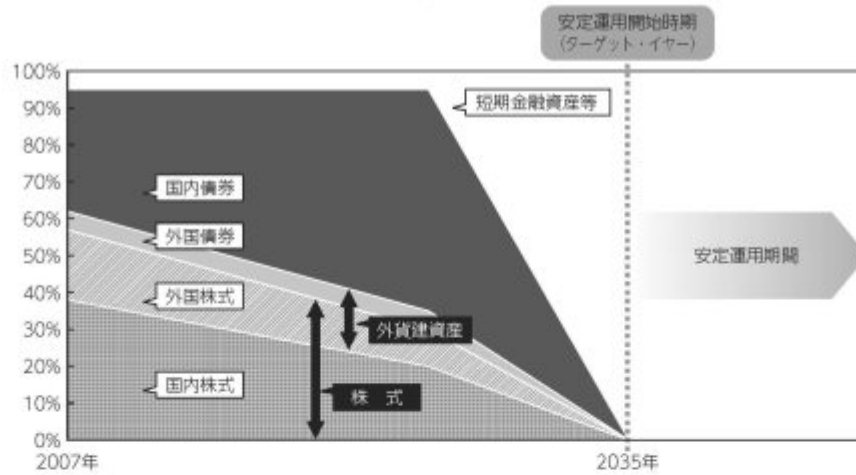 安定運用開始時期
(ターゲット・イヤー)
100%
90%
80%
70%
60%
50%
40%
30%
20%
10%
0%
短期金融資産等
国内債券
外国債券
外国株式
外貨建資産
国内株式
株 式
安定運用期間
2007年
2035年